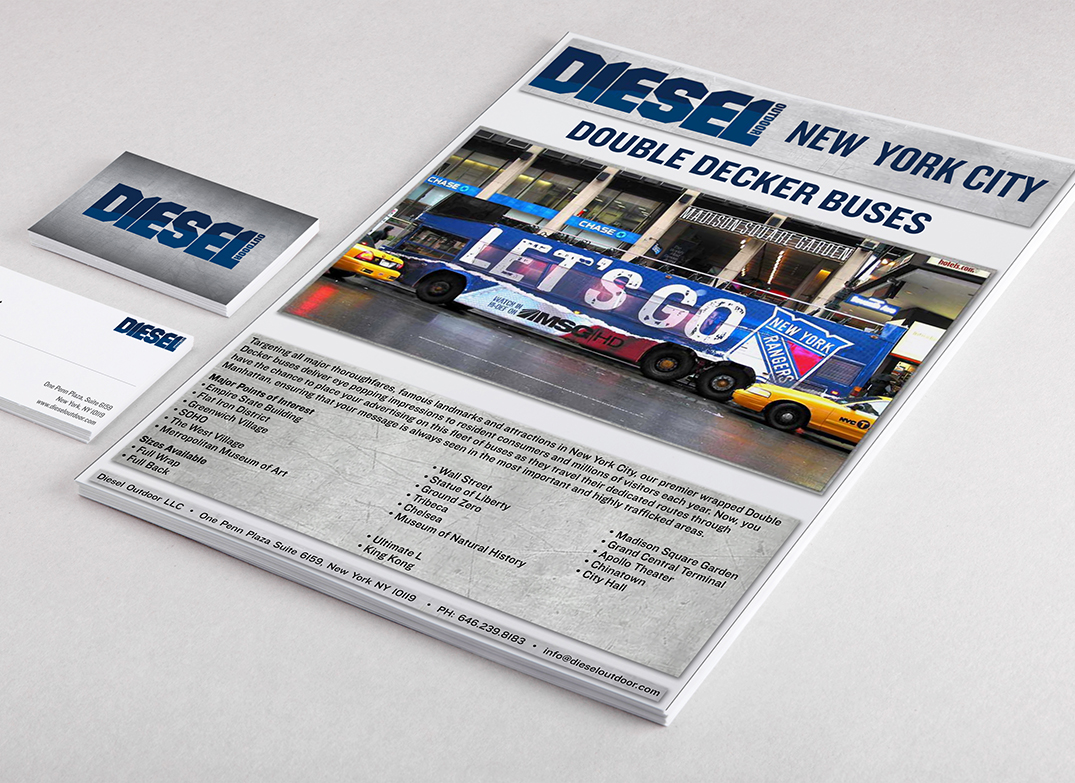 DIESEL
OUTDOOR
NEW YORK CITY
DOUBLE DECKER BUSES
CHASE
CHASE
MADISON SQUARE GARDEN
hotels.com
LET'S GO
WATCH IN
HI-DEF ON
MSG HD
NEW YORK
RANGERS
NYC T
Targeting all major thoroughfares, famous landmarks and attractions in New York City, our premier wrapped Double
Decker buses deliver eye popping impressions to resident consumers and millions of visitors each year. Now, you
have the chance to place your advertising on this fleet of buses as they travel their dedicated routes through
Manhattan, ensuring that your message is always seen in the most important and highly trafficked areas.
Major Points of Interest
• Empire State Building
• Flat Iron District
• Greenwich Village
• SOHO
• The West Village
• Metropolitan Museum of Art
• Wall Street
• Statue of Liberty
• Ground Zero
• Tribeca
• Chelsea
• Museum of Natural History
• Madison Square Garden
• Grand Central Terminal
• Apollo Theater
• Chinatown
• City Hall
Sizes Available
• Full Wrap
• Full Back
• Ultimate L
• King Kong
Diesel Outdoor LLC • One Penn Plaza Suite 6159, New York NY 10119 • PH: 646.239.8183 • info@dieseloutdoor.com
DIESEL
OUTDOOR
DIESEL
One Penn Plaza, Suite 6159
New York, NY 10119
www.dieseloutdoor.com